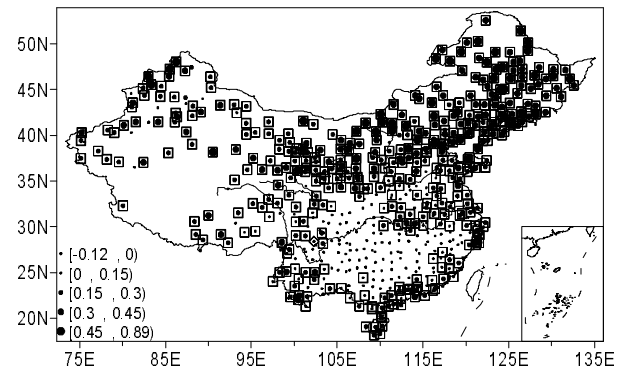 50N
45N
40N
35N
30N
25N
20N
[-0.12 , 0)
[0 , 0.15)
[0.15 , 0.3)
[0.3 , 0.45)
[0.45 , 0.89)
75E 85E 95E 105E 115E 125E 135E